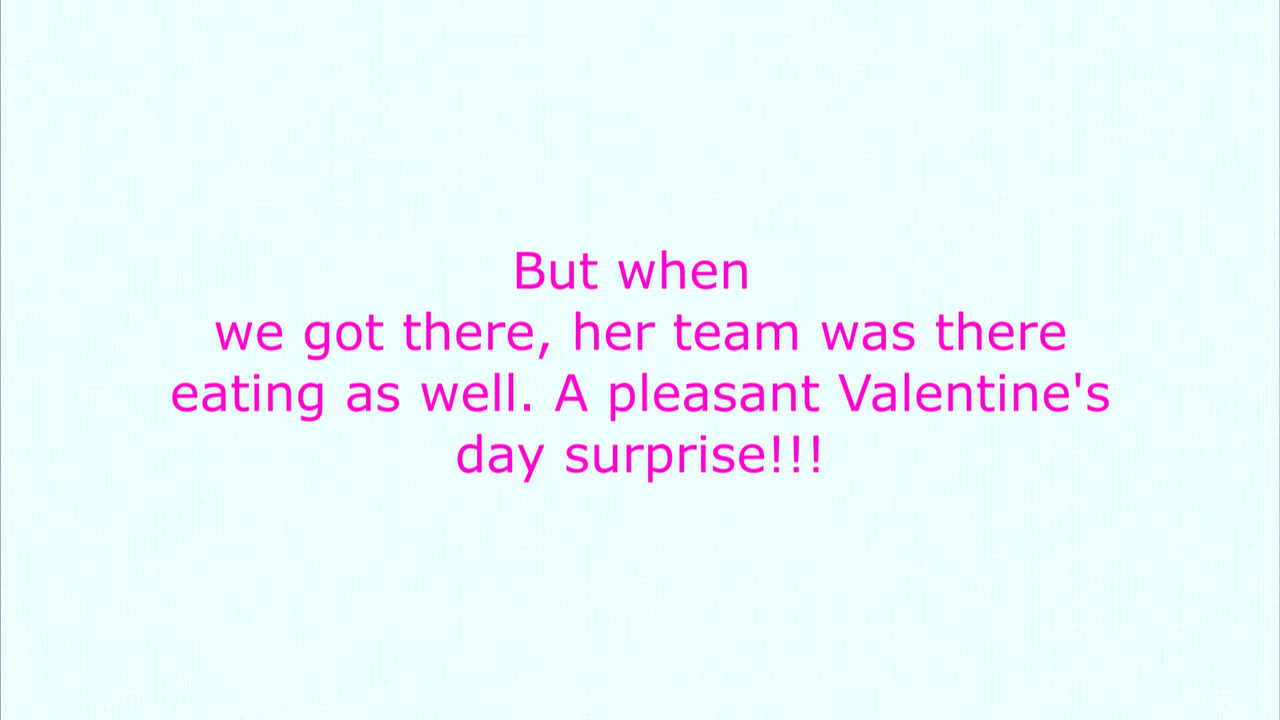 But when
we got there, her team was there
eating as well. A pleasant Valentine's
day surprise!!!